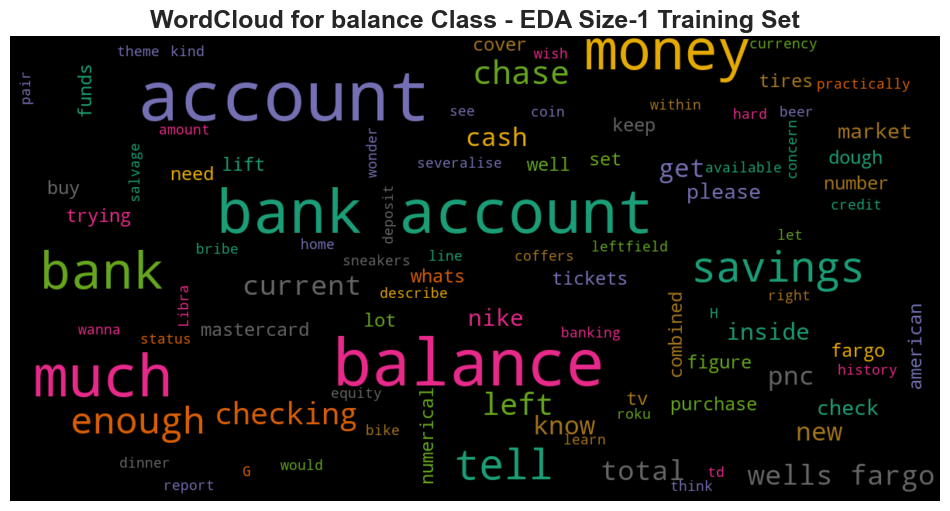 WordCloud for balance Class - EDA Size-1 Training Set
theme kind
cover
wish
money
currency
pair
funds
account
chase
tires
practically
see
coin
within
hard
beer
amount
cash
keep
market
salvage
wonder
severalise
well
set
get
available
concern
dough
need
lift
please
number
buy
credit
trying
bank account
deposit
bribe
home
line
leftfield
let
bank
sneakers
coffers
savings
current
whats
tickets
describe
right
Libra
wanna
status
mastercard
lot
nike
banking
combined
H
inside
american
fargo
history
much
balance
figure
pnc
equity
enough
checking
left
tv
roku
purchase
check
bike
numerical
know
learn
new
dinner
G
would
tell
total
td
wells fargo
report
think